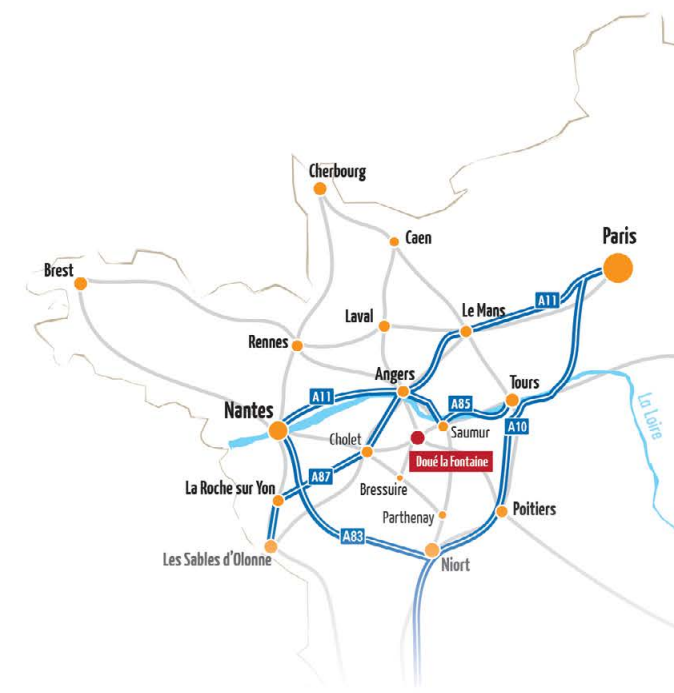 Cherbourg
Caen
Paris
Brest
A11
Le Mans
Laval
Rennes
Angers
Tours
A11
A85
La Loire
Nantes
A10
Saumur
Cholet
Doué la Fontaine
A87
La Roche sur Yon
Bressuire
Parthenay
Poitiers
A83
Les Sables d'Olonne
Niort